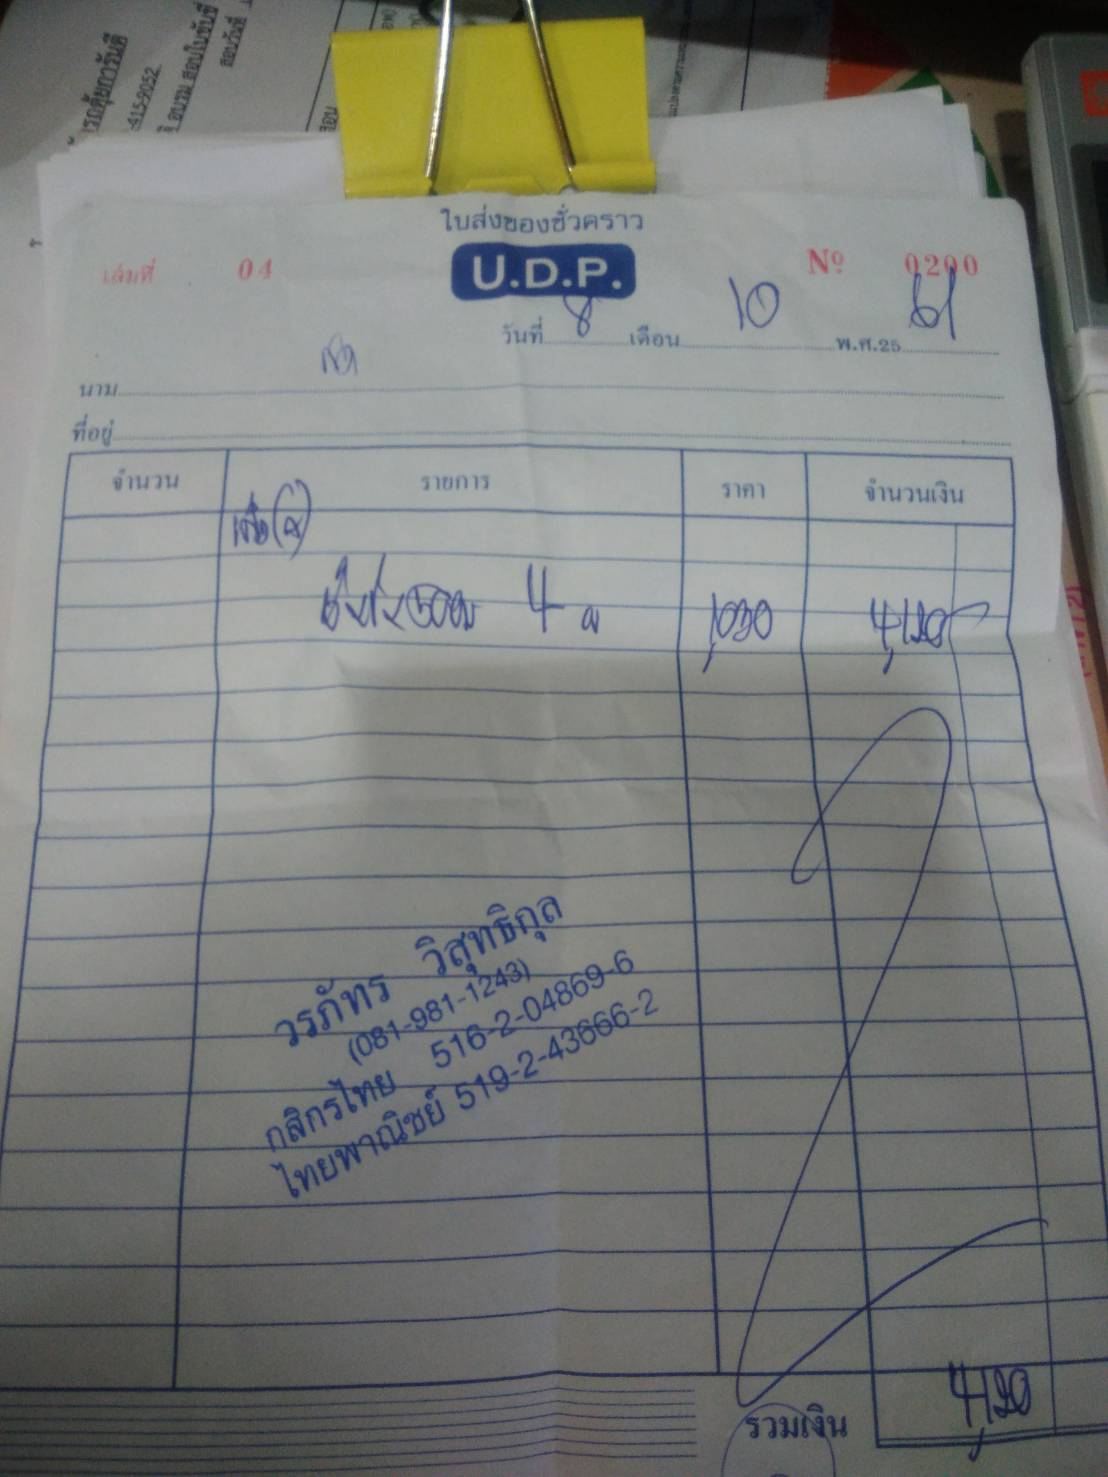 415-9052
ใบส่งของชั่วคราว
U.D.P.
เล่มที่ 04 Nº 0200
วันที่ 8 เดือน 10 พ.ศ.25 61
นาม
ที่อยู่
จำนวน รายการ ราคา จำนวนเงิน
4 1,030 4,120
วรภัทร วิสุทธิกุล
(081-981-1243)
กสิกรไทย 516-2-04869-6
ไทยพาณิชย์ 519-2-43666-2
รวมเงิน 4,120